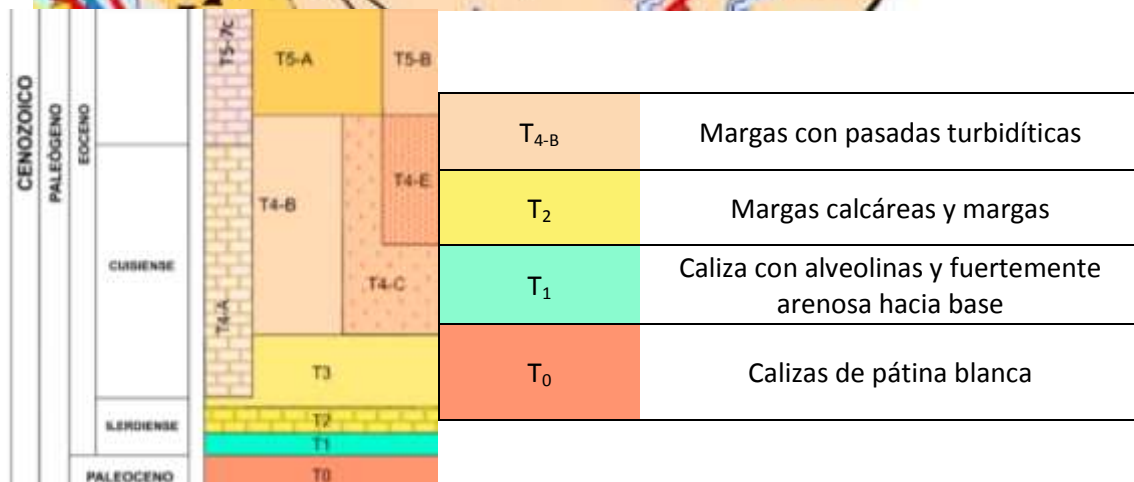 CENOZOICO
PALEÓGENO
EOCENO
CUISIENSE
ILERDIENSE
PALEOCENO
T5-7c
T5-A
T5-B
T4-A
T4-B
T4-E
T4-C
T3
T2
T1
T0
T4-B Margas con pasadas turbidíticas
T2 Margas calcáreas y margas
T1 Caliza con alveolinas y fuertemente
arenosa hacia base
T0 Calizas de pátina blanca